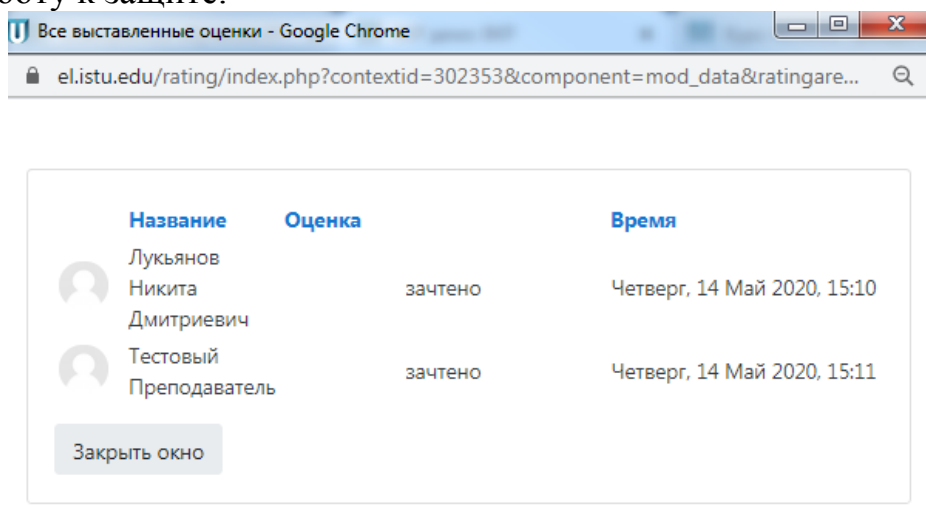 боту к защите.
Все выставленные оценки - Google Chrome
el.istu.edu/rating/index.php?contextid=302353&component=mod_data&ratingare...
Название Оценка Время
Лукьянов
Никита зачтено Четверг, 14 Май 2020, 15:10
Дмитриевич
Тестовый
Преподаватель зачтено Четверг, 14 Май 2020, 15:11
Закрыть окно